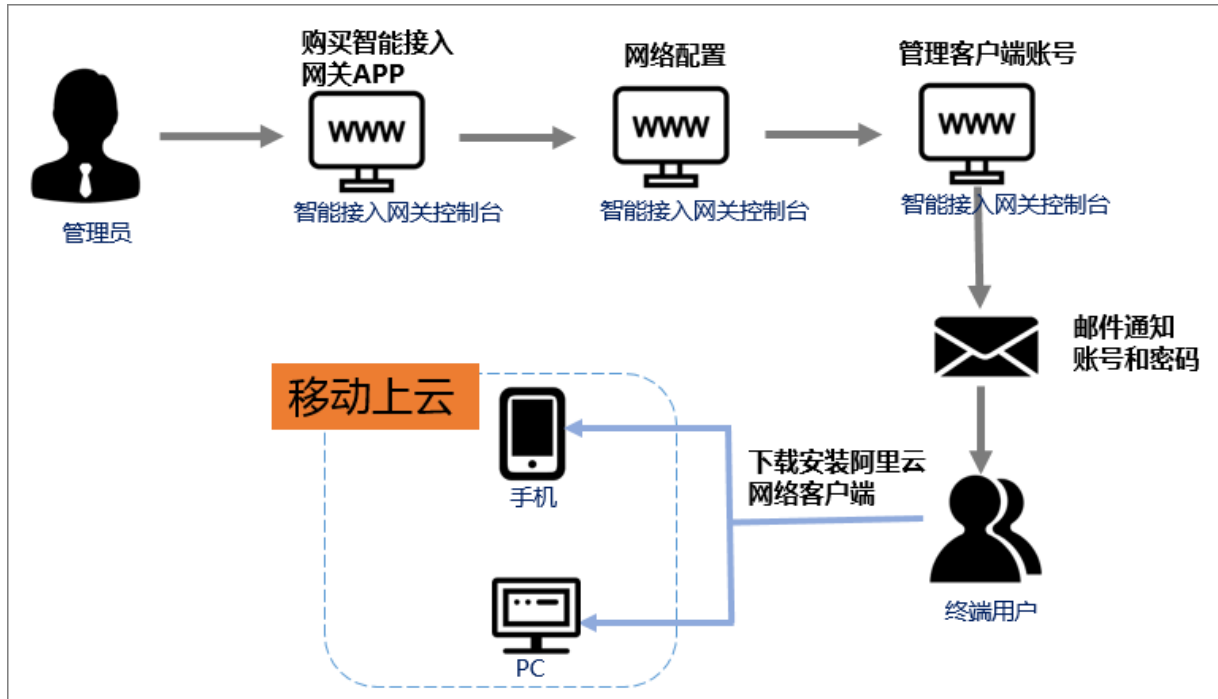 购买智能接入
网关APP
网络配置
管理客户端账号
WWW
WWW
WWW
管理员
智能接入网关控制台
智能接入网关控制台
智能接入网关控制台
邮件通知
账号和密码
移动上云
手机
下载安装阿里云
网络客户端
PC
终端用户